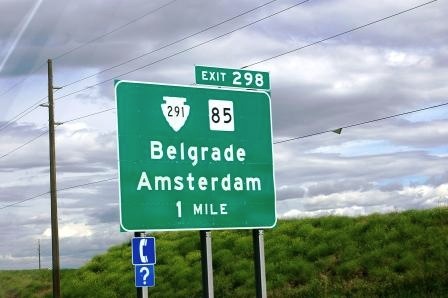 EXIT 298
291 85
Belgrade
Amsterdam
1 MILE
?